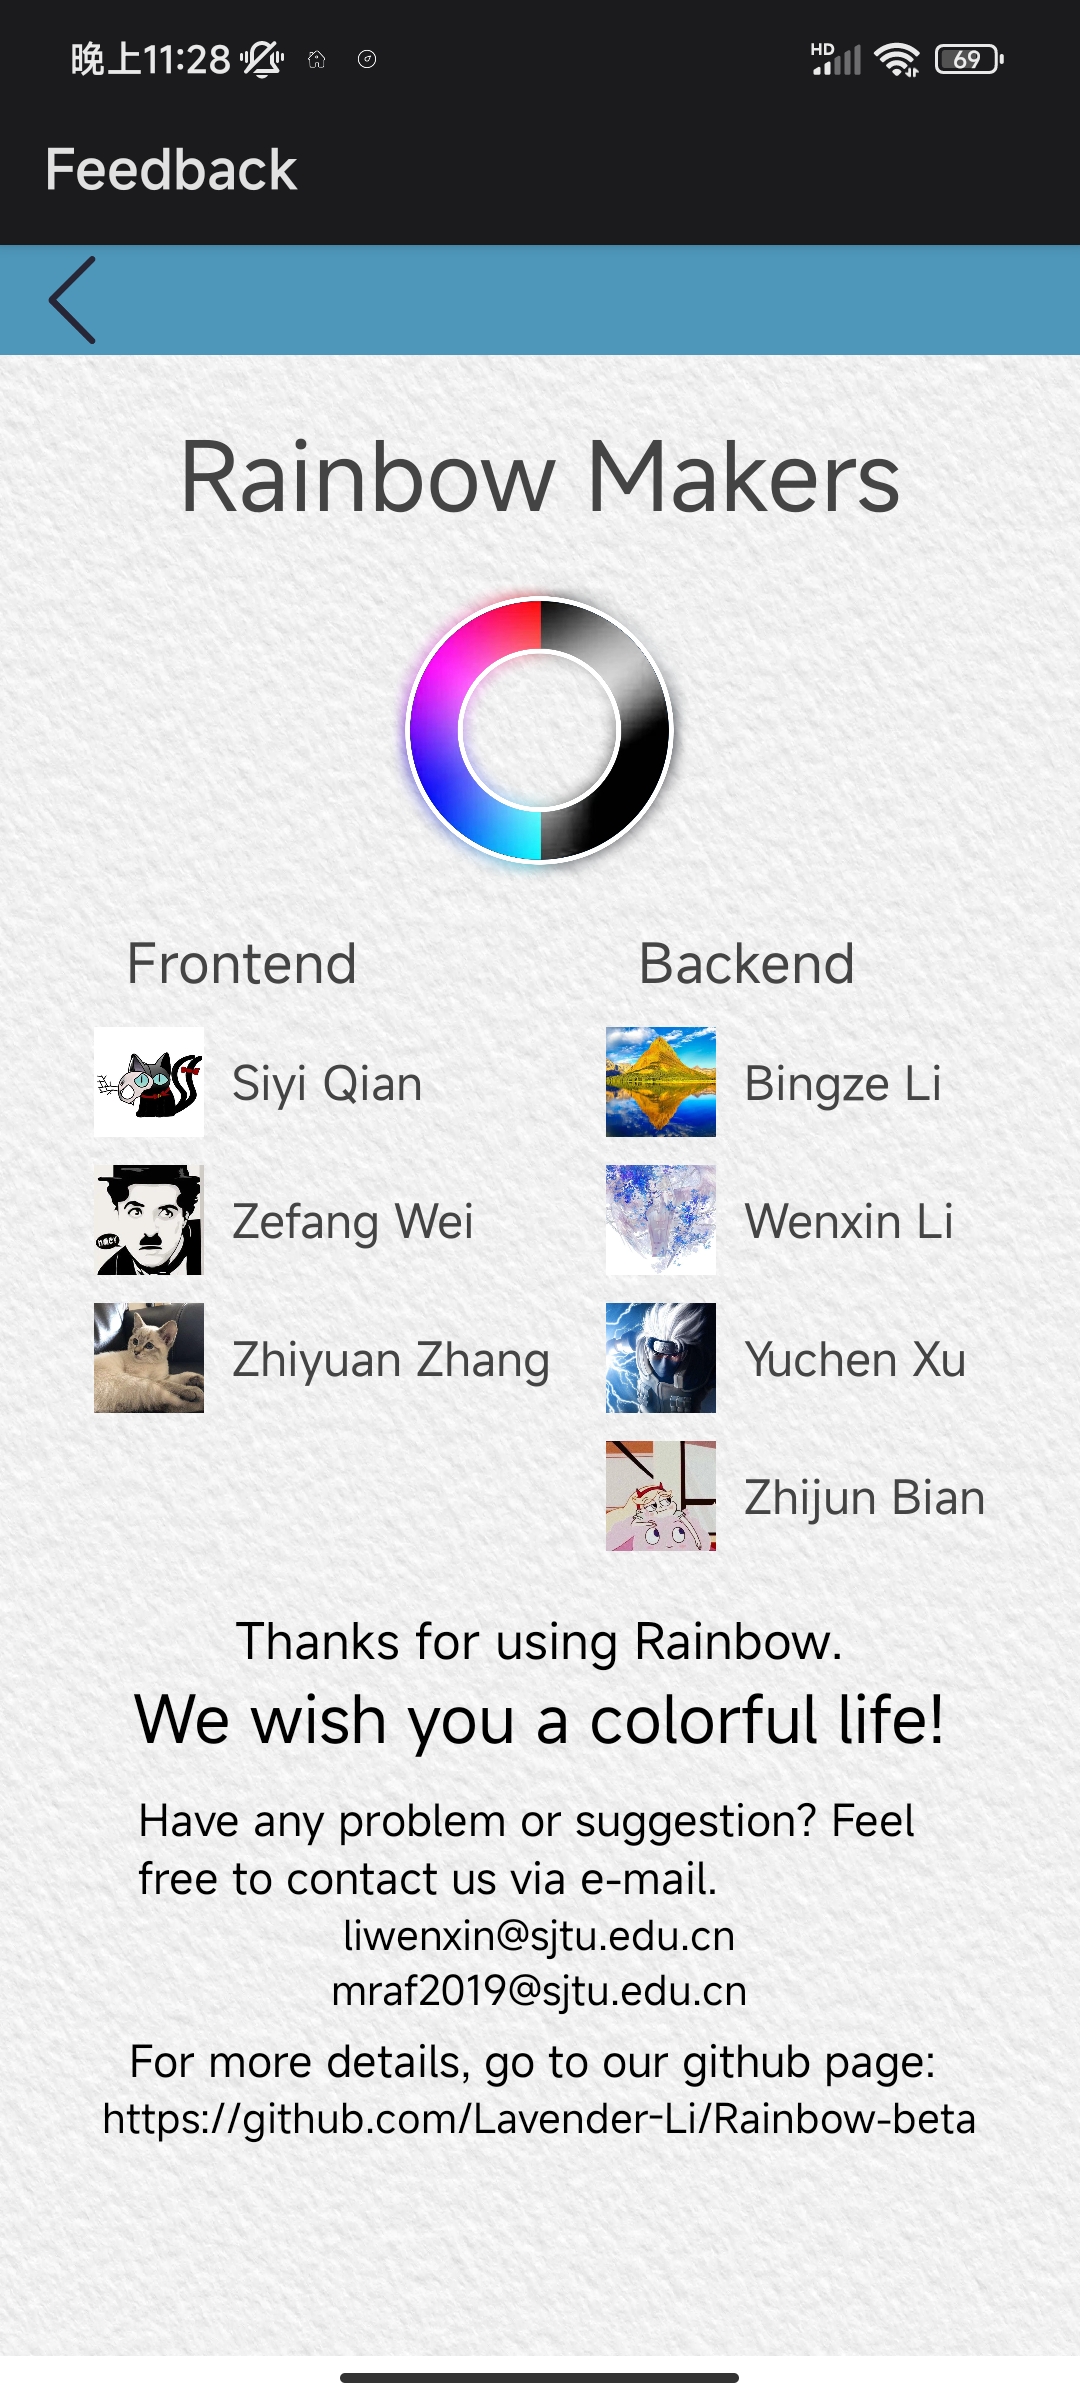 晚上11:28
HD
69
Feedback
Rainbow Makers
Frontend
Backend
Siyi Qian
Bingze Li
Zefang Wei
Wenxin Li
Zhiyuan Zhang
Yuchen Xu
Zhijun Bian
Thanks for using Rainbow.
We wish you a colorful life!
Have any problem or suggestion? Feel
free to contact us via e-mail.
liwenxin@sjtu.edu.cn
mraf2019@sjtu.edu.cn
For more details, go to our github page:
https://github.com/Lavender-Li/Rainbow-beta